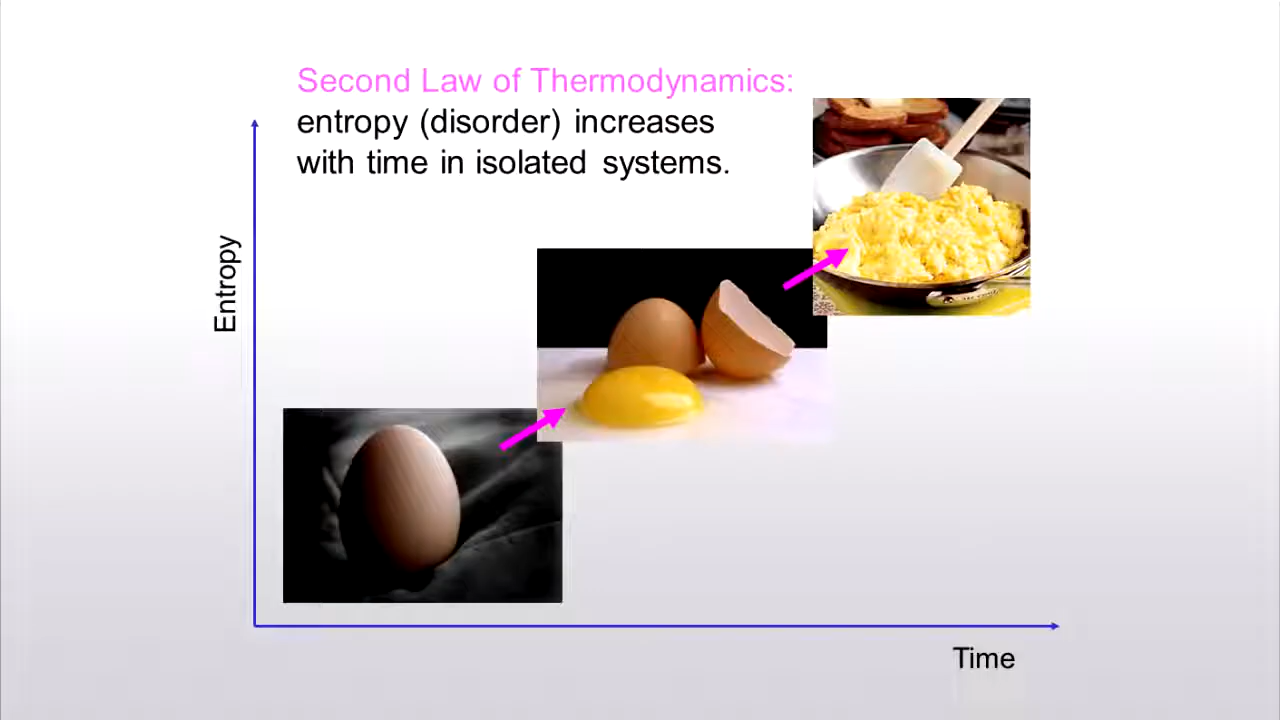 Second Law of Thermodynamics:
entropy (disorder) increases
with time in isolated systems.
Entropy
Time